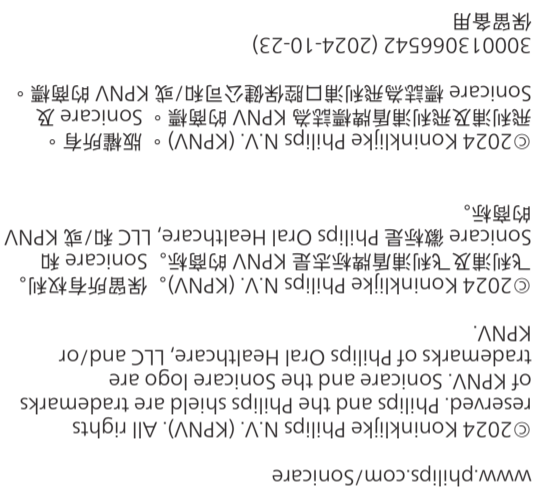 www.philips.com/Sonicare
©2024 Koninklijke Philips N.V. (KPNV). All rights
reserved. Philips and the Philips shield are trademarks
of KPNV. Sonicare and the Sonicare logo are
trademarks of Philips Oral Healthcare, LLC and/or
KPNV.
©2024 Koninklijke Philips N.V. (KPNV)。保留所有权利。
飞利浦及飞利浦盾牌标志是 KPNV 的商标。Sonicare 和
Sonicare 徽标是 Philips Oral Healthcare, LLC 和/或 KPNV
的商标。
©2024 Koninklijke Philips N.V. (KPNV)。版權所有。
飛利浦及飛利浦盾牌標誌為 KPNV 的商標。Sonicare 及
Sonicare 標誌為飛利浦口腔保健公司和/或 KPNV 的商標。
300013066542 (2024-10-23)
保留备用